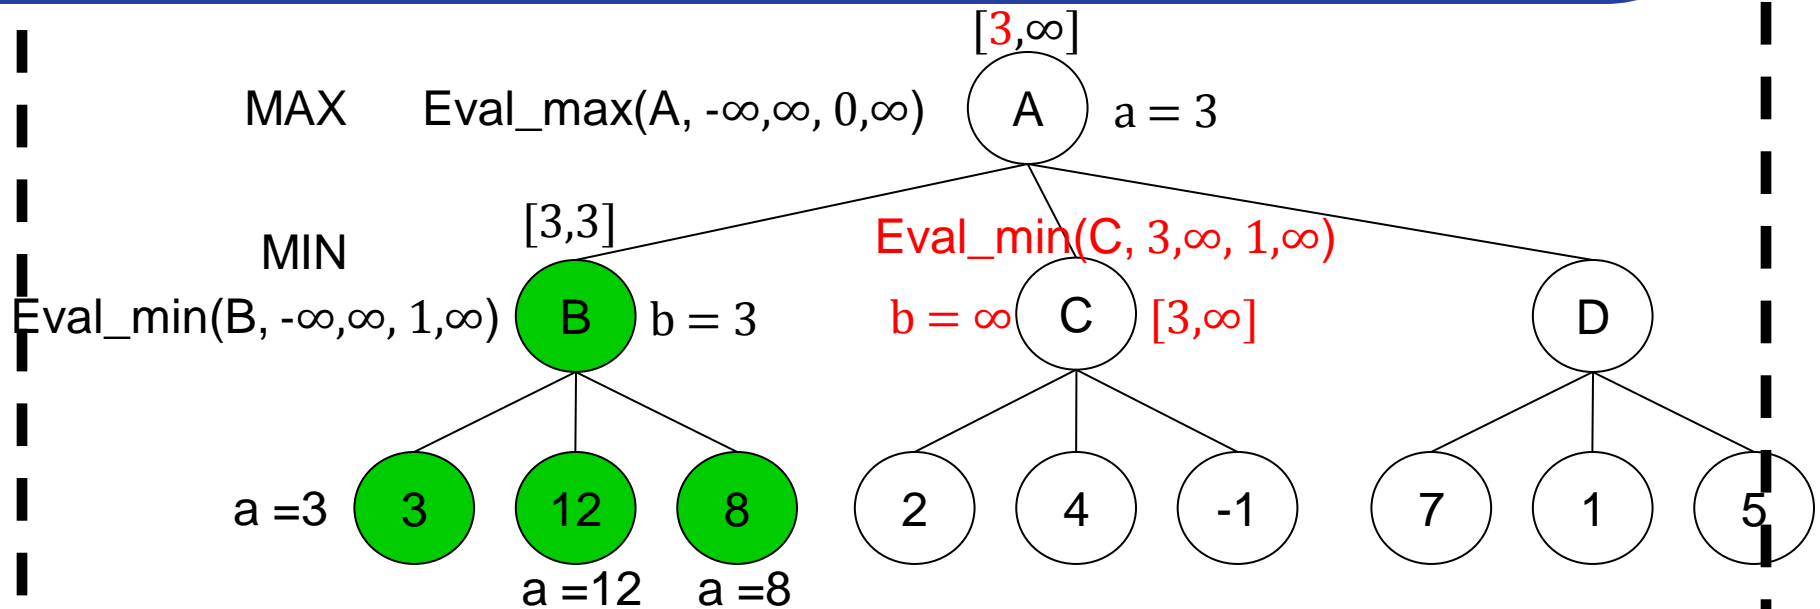 [3,∞]
MAX Eval_max(A, -∞,∞, 0,∞) A a = 3
[3,3] Eval_min(C, 3,∞, 1,∞)
MIN
Eval_min(B, -∞,∞, 1,∞) B b = 3 b = ∞ C [3,∞] D
a =3 3 12 8 2 4 -1 7 1 5
a =12 a =8